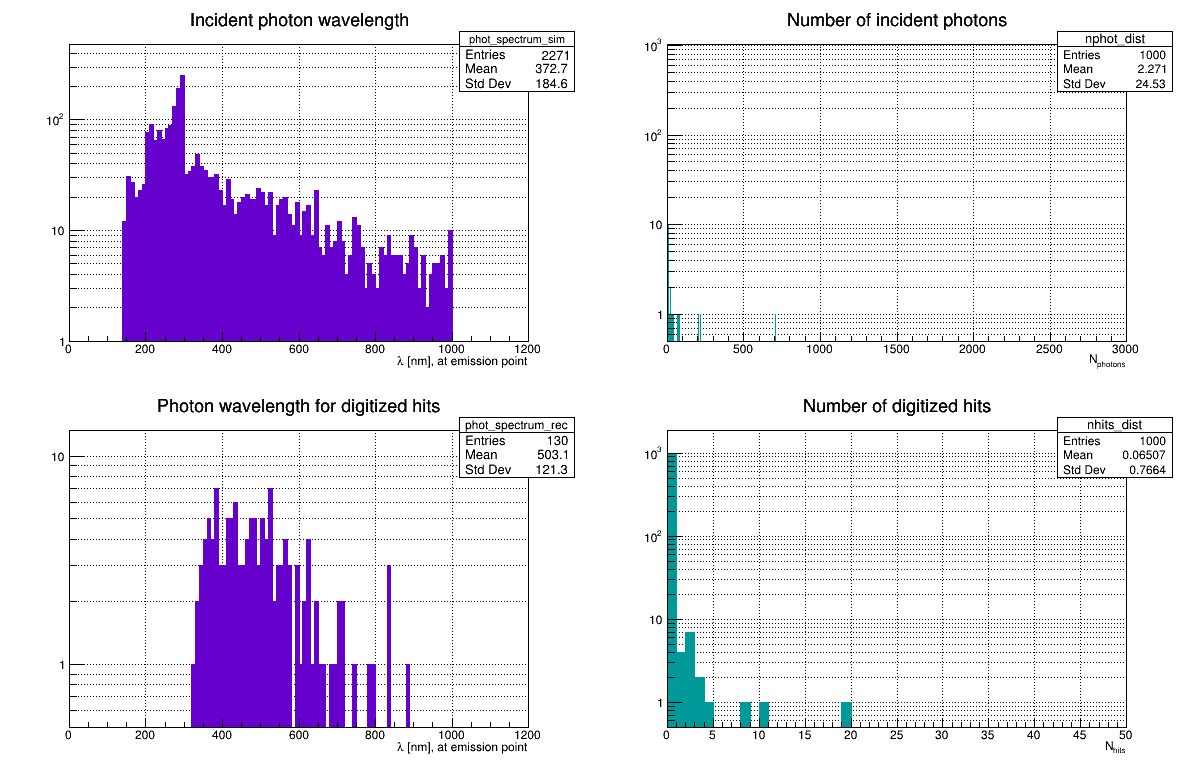 Incident photon wavelength
phot_spectrum_sim
Entries 2271
Mean 372.7
Std Dev 184.6
10²
10
1
0 200 400 600 800 1000 1200
λ [nm], at emission point
Number of incident photons
nphot_dist
Entries 1000
Mean 2.271
Std Dev 24.53
10³
10²
10
1
0 500 1000 1500 2000 2500 3000
Nphotons
Photon wavelength for digitized hits
phot_spectrum_rec
Entries 130
Mean 503.1
Std Dev 121.3
10
1
0 200 400 600 800 1000 1200
λ [nm], at emission point
Number of digitized hits
nhits_dist
Entries 1000
Mean 0.06507
Std Dev 0.7664
10³
10²
10
1
0 5 10 15 20 25 30 35 40 45 50
Nhits